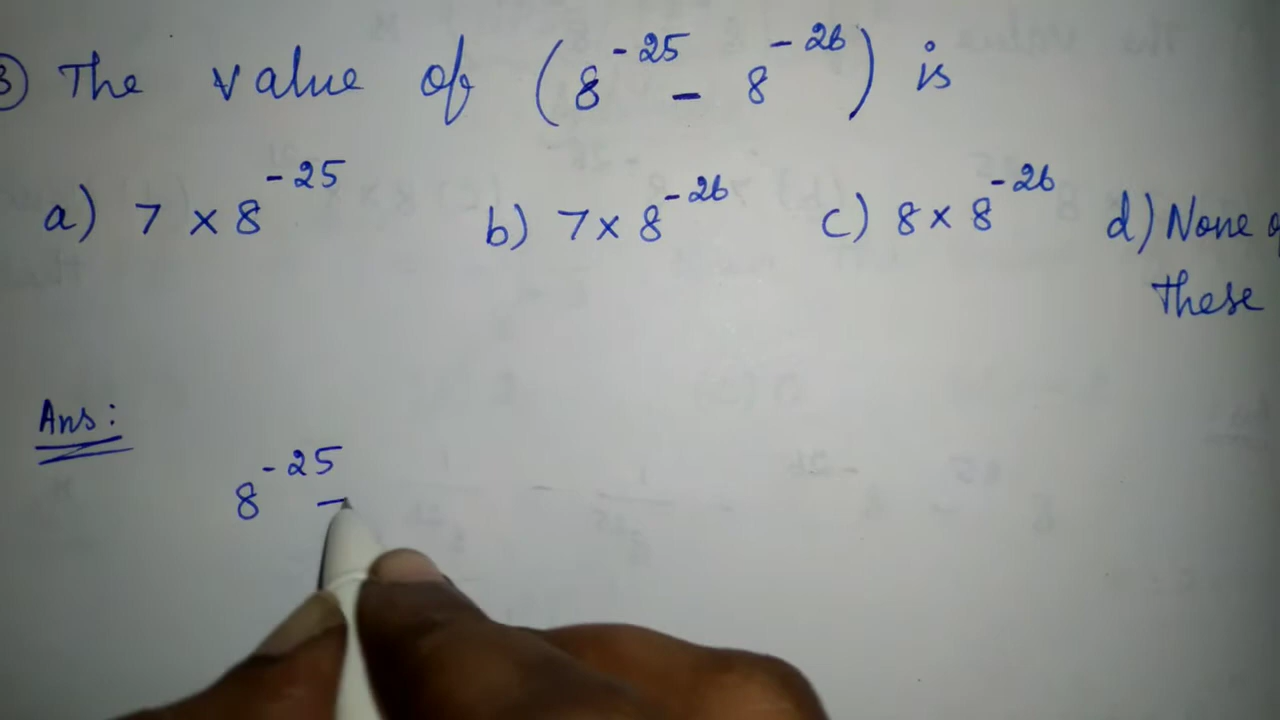 3) The value of (8^-25 - 8^-26) is
a) 7 × 8^-25 b) 7 × 8^-26 c) 8 × 8^-26 d) None of
these
Ans:
8^-25 -